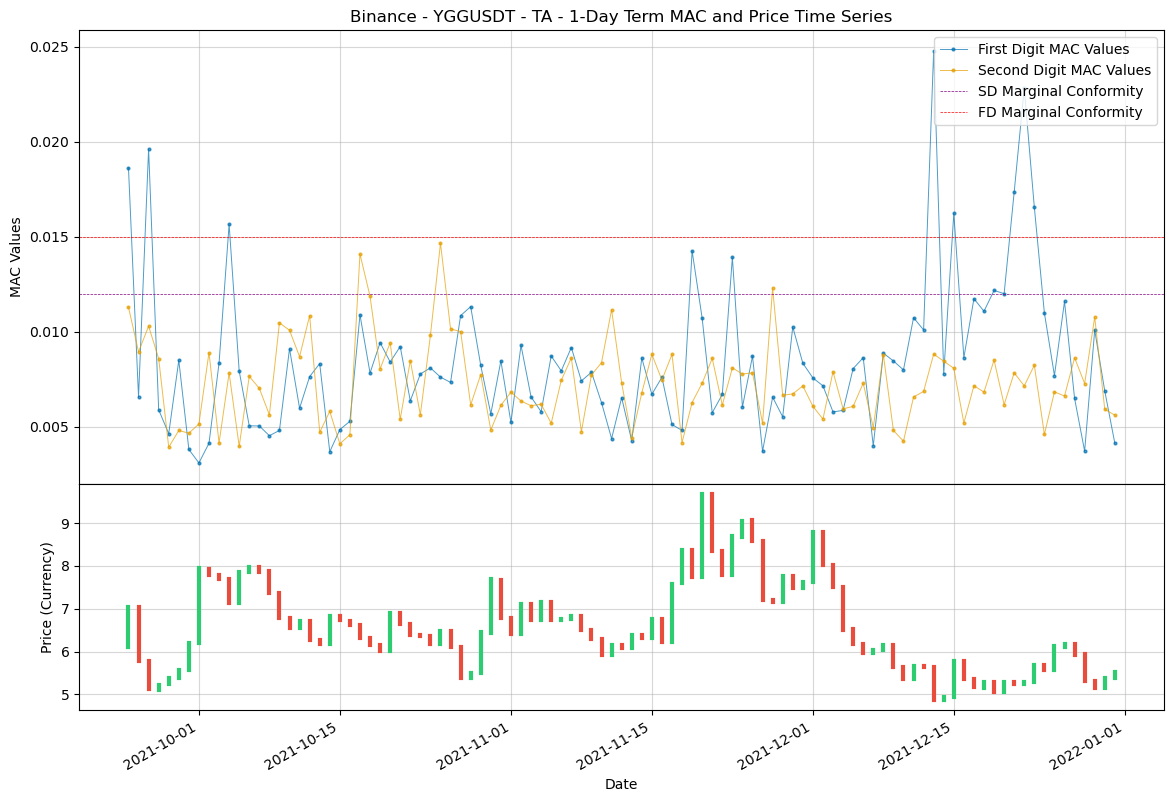 Binance - YGGUSDT - TA - 1-Day Term MAC and Price Time Series
First Digit MAC Values
Second Digit MAC Values
SD Marginal Conformity
FD Marginal Conformity
MAC Values
0.025
0.020
0.015
0.010
0.005
Price (Currency)
9
8
7
6
5
2021-10-01
2021-10-15
2021-11-01
2021-11-15
2021-12-01
2021-12-15
2022-01-01
Date